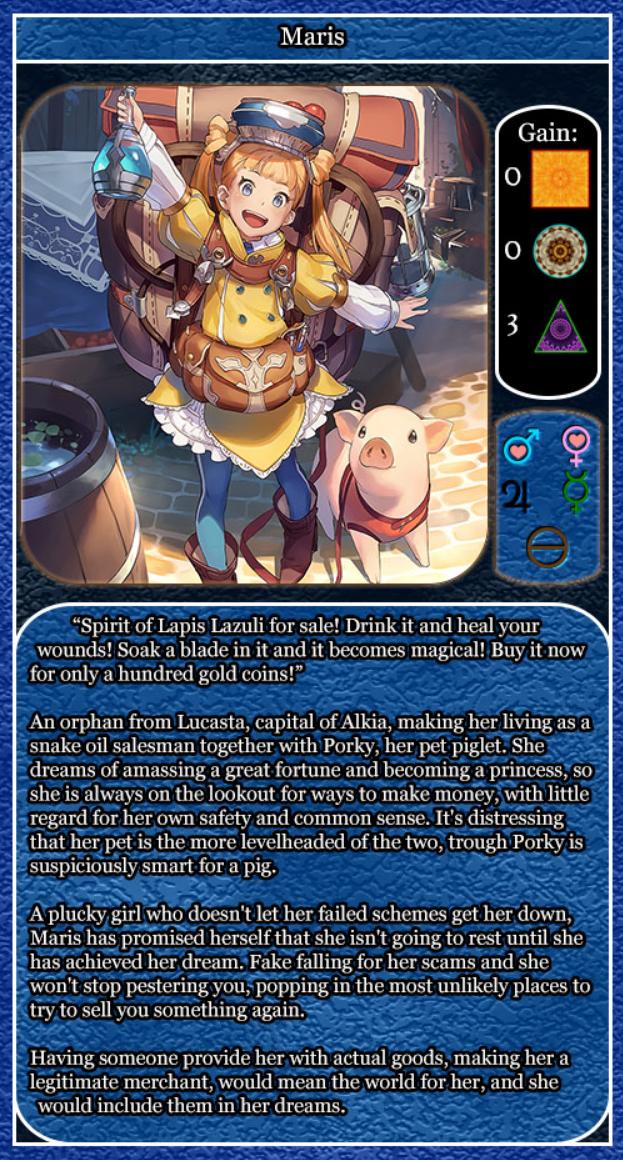 Maris
Gain:
0
0
3
“Spirit of Lapis Lazuli for sale! Drink it and heal your
wounds! Soak a blade in it and it becomes magical! Buy it now
for only a hundred gold coins!”
An orphan from Lucasta, capital of Alkia, making her living as a
snake oil salesman together with Porky, her pet piglet. She
dreams of amassing a great fortune and becoming a princess, so
she is always on the lookout for ways to make money, with little
regard for her own safety and common sense. It's distressing
that her pet is the more levelheaded of the two, trough Porky is
suspiciously smart for a pig.
A plucky girl who doesn't let her failed schemes get her down,
Maris has promised herself that she isn't going to rest until she
has achieved her dream. Fake falling for her scams and she
won't stop pestering you, popping in the most unlikely places to
try to sell you something again.
Having someone provide her with actual goods, making her a
legitimate merchant, would mean the world for her, and she
would include them in her dreams.